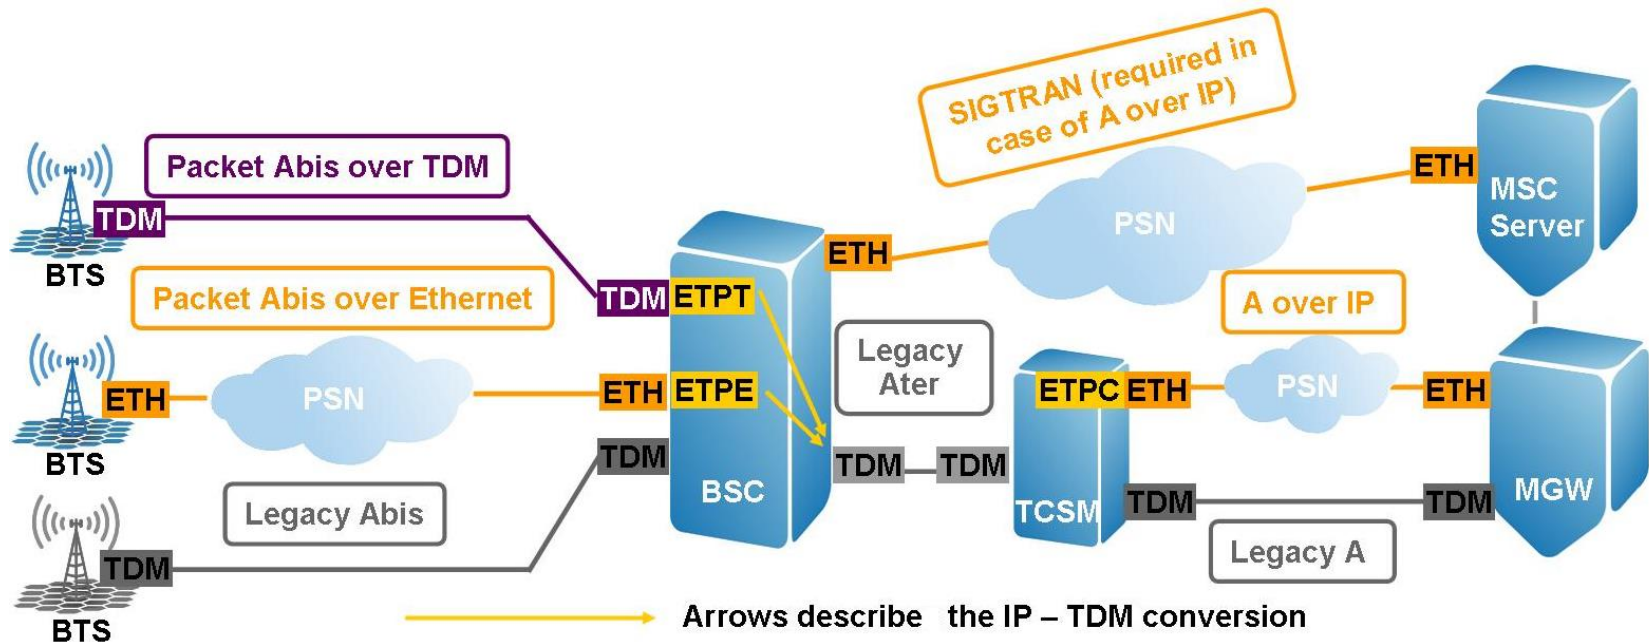 SIGTRAN (required in
case of A over IP)
Packet Abis over TDM
ETH
MSC
Server
PSN
TDM
BTS
ETH
Packet Abis over Ethernet
TDM
ETPT
A over IP
Legacy
Ater
ETH
PSN
ETH
ETPE
ETPC
ETH
PSN
ETH
BTS
TDM
BSC
TDM
TDM
MGW
Legacy Abis
TCSM
TDM
TDM
Legacy A
TDM
BTS
Arrows describe the IP – TDM conversion